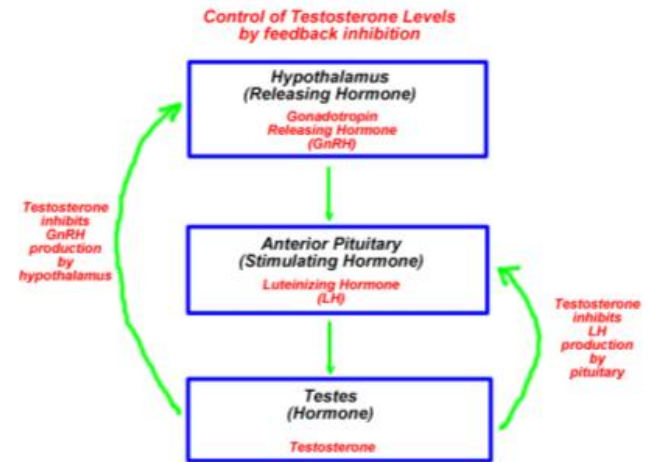 Control of Testosterone Levels
by feedback inhibition
Hypothalamus
(Releasing Hormone)
Gonadotropin
Releasing Hormone
(GnRH)
Testosterone
inhibits
GnRH
production
by
hypothalamus
Anterior Pituitary
(Stimulating Hormone)
Luteinizing Hormone
(LH)
Testosterone
inhibits
LH
production
by
pituitary
Testes
(Hormone)
Testosterone